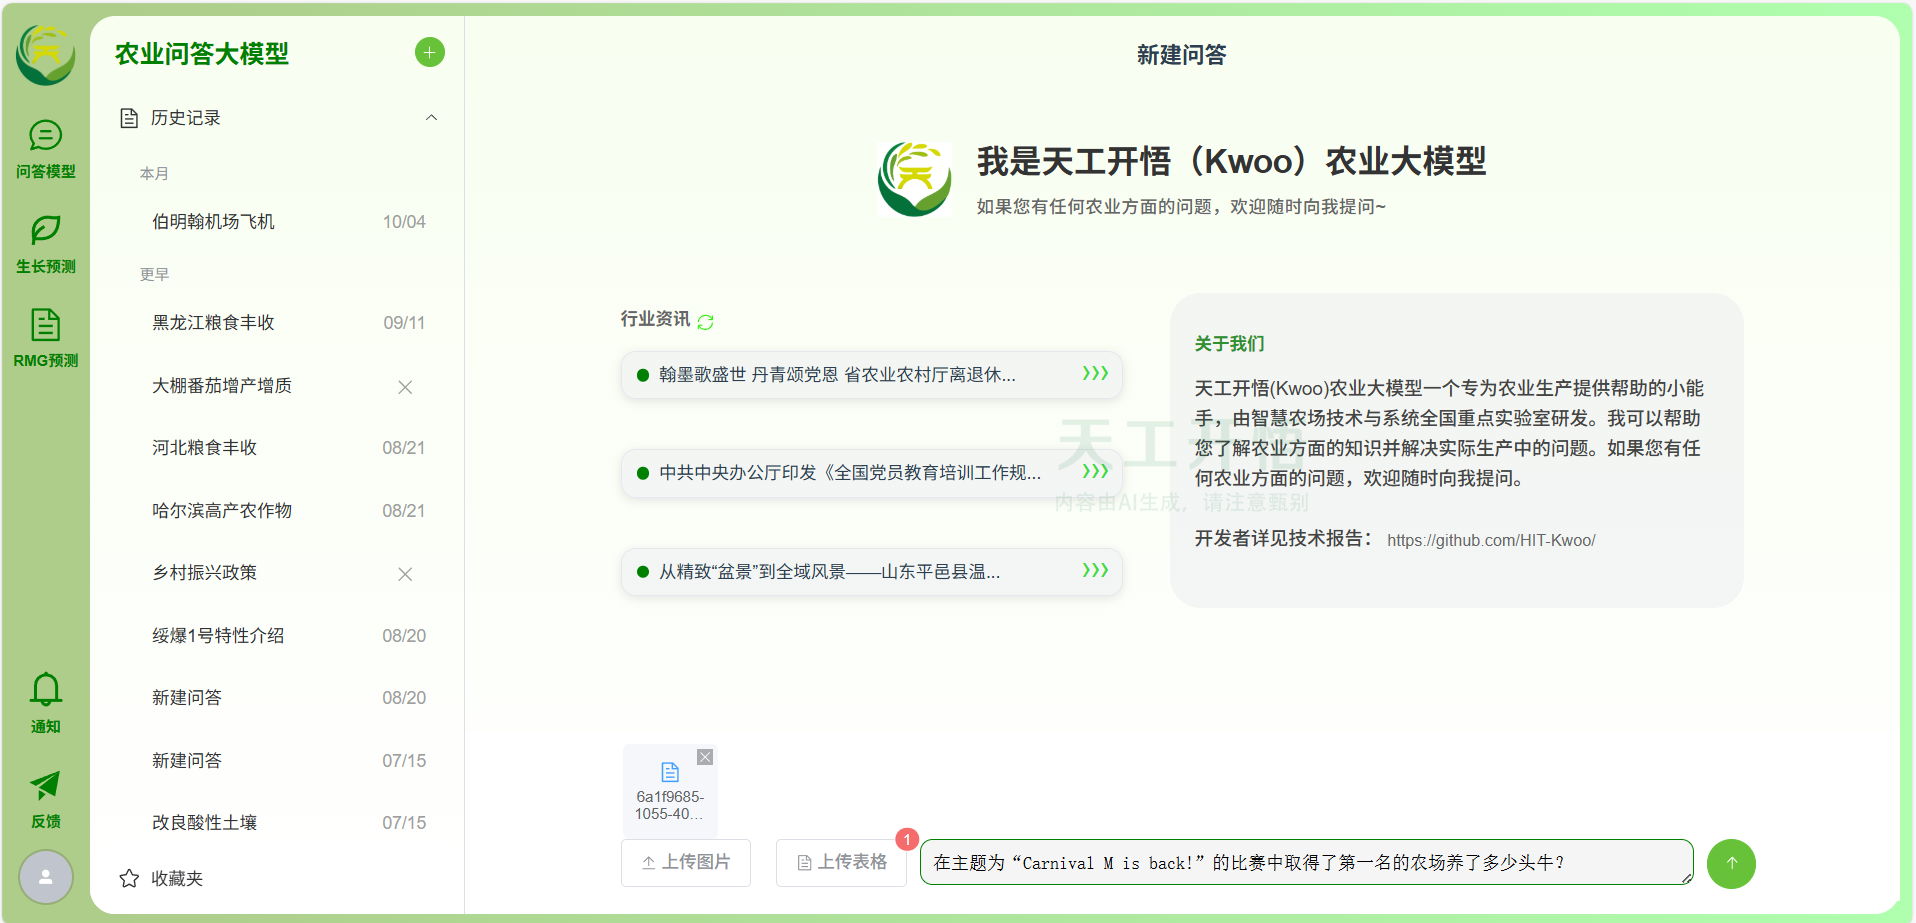 问答模型
生长预测
RMG预测
通知
反馈
农业问答大模型
历史记录
本月
伯明翰机场飞机 10/04
更早
黑龙江粮食丰收 09/11
大棚番茄增产增质
河北粮食丰收 08/21
哈尔滨高产农作物 08/21
乡村振兴政策
绥爆1号特性介绍 08/20
新建问答 08/20
新建问答 07/15
改良酸性土壤 07/15
收藏夹
新建问答
我是天工开悟（Kwoo）农业大模型
如果您有任何农业方面的问题，欢迎随时向我提问~
行业资讯
翰墨歌盛世 丹青颂党恩 省农业农村厅离退休...
中共中央办公厅印发《全国党员教育培训工作规...
从精致“盆景”到全域风景——山东平邑县温...
关于我们
天工开悟(Kwoo)农业大模型一个专为农业生产提供帮助的小能
手，由智慧农场技术与系统全国重点实验室研发。我可以帮助
您了解农业方面的知识并解决实际生产中的问题。如果您有任
何农业方面的问题，欢迎随时向我提问。
开发者详见技术报告： https://github.com/HIT-Kwoo/
天工开悟
内容由AI生成，请注意甄别
6a1f9685-
1055-40...
上传图片
上传表格
1
在主题为“Carnival M is back!”的比赛中取得了第一名的农场养了多少头牛?